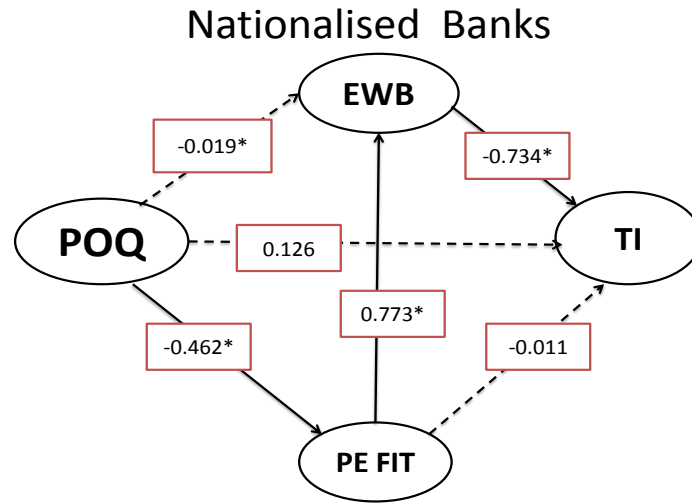 Nationalised Banks
EWB
-0.019*
-0.734*
POQ
0.126
TI
0.773*
-0.462*
-0.011
PE FIT